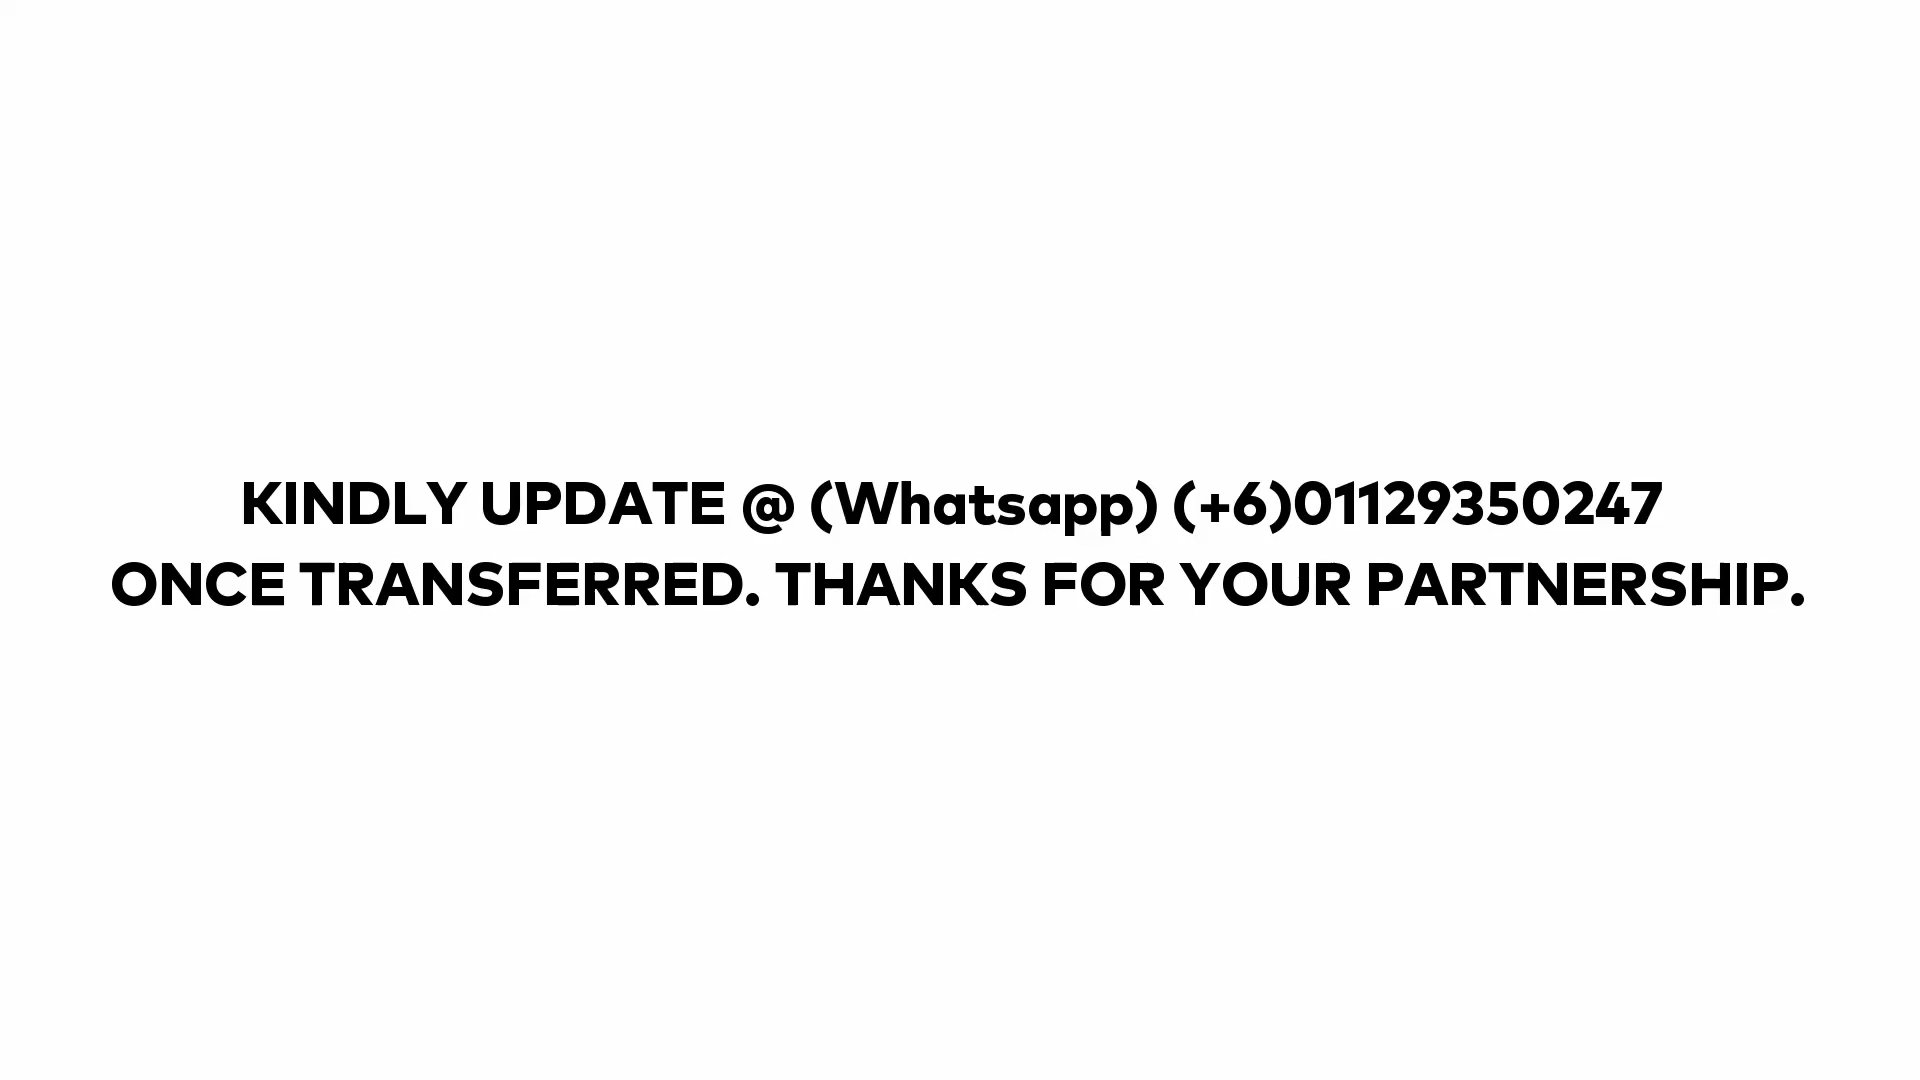 KINDLY UPDATE @ (Whatsapp) (+6)01129350247
ONCE TRANSFERRED. THANKS FOR YOUR PARTNERSHIP.